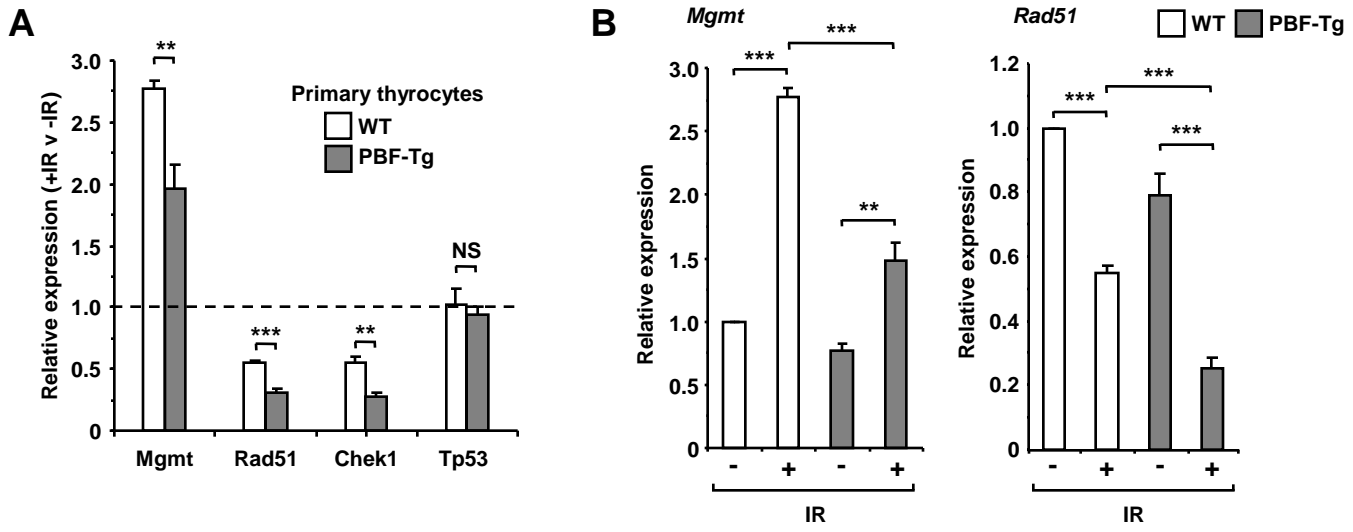 A
Relative expression (+IR v -IR)
3.0
2.5
2.0
1.5
1.0
0.5
0
**
***
**
NS
Primary thyrocytes
WT
PBF-Tg
Mgmt Rad51 Chek1 Tp53
B
Mgmt
Relative expression
3.0
2.5
2.0
1.5
1.0
0.5
0
***
***
**
- + - +
IR
Rad51
WT PBF-Tg
Relative expression
1.2
1.0
0.8
0.6
0.4
0.2
0
***
***
***
- + - +
IR